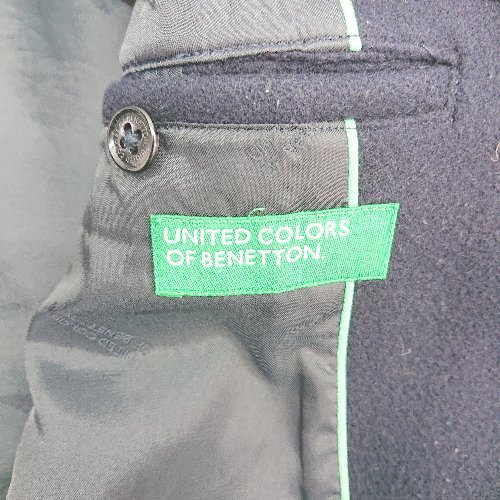 UNITED COLORS
OF BENETTON.